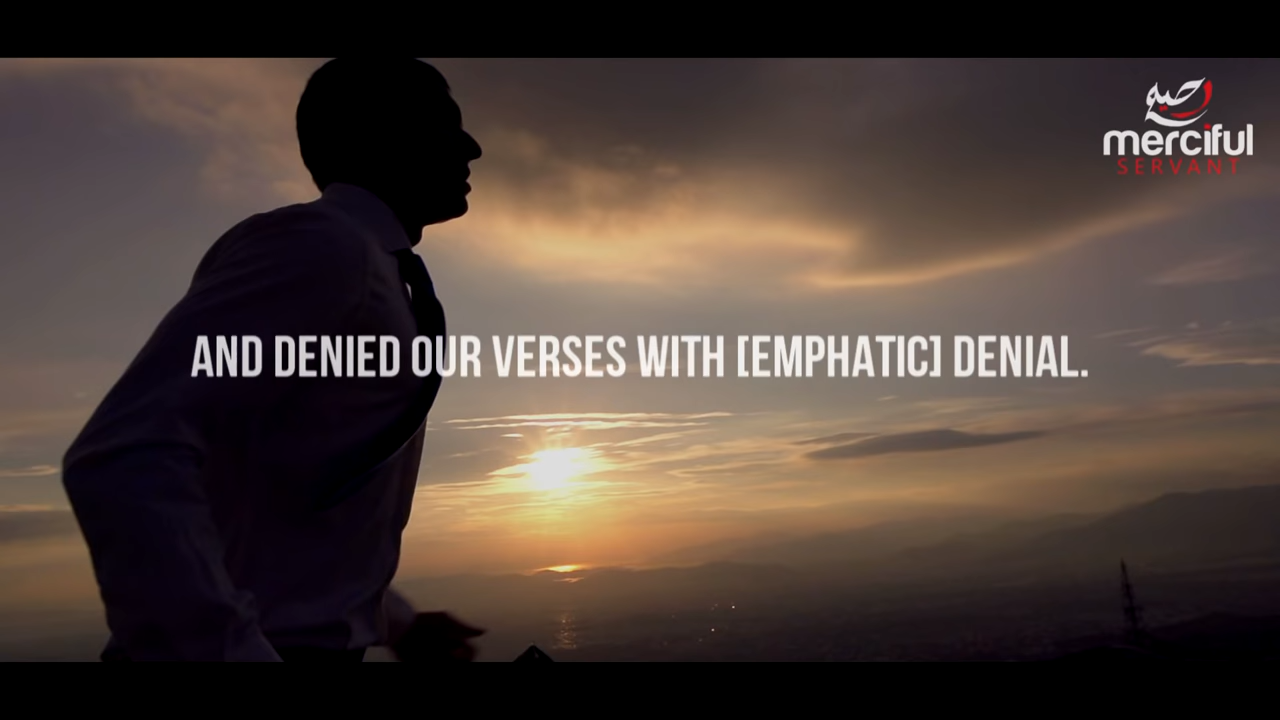 merciful
SERVANT
AND DENIED OUR VERSES WITH [EMPHATIC] DENIAL.